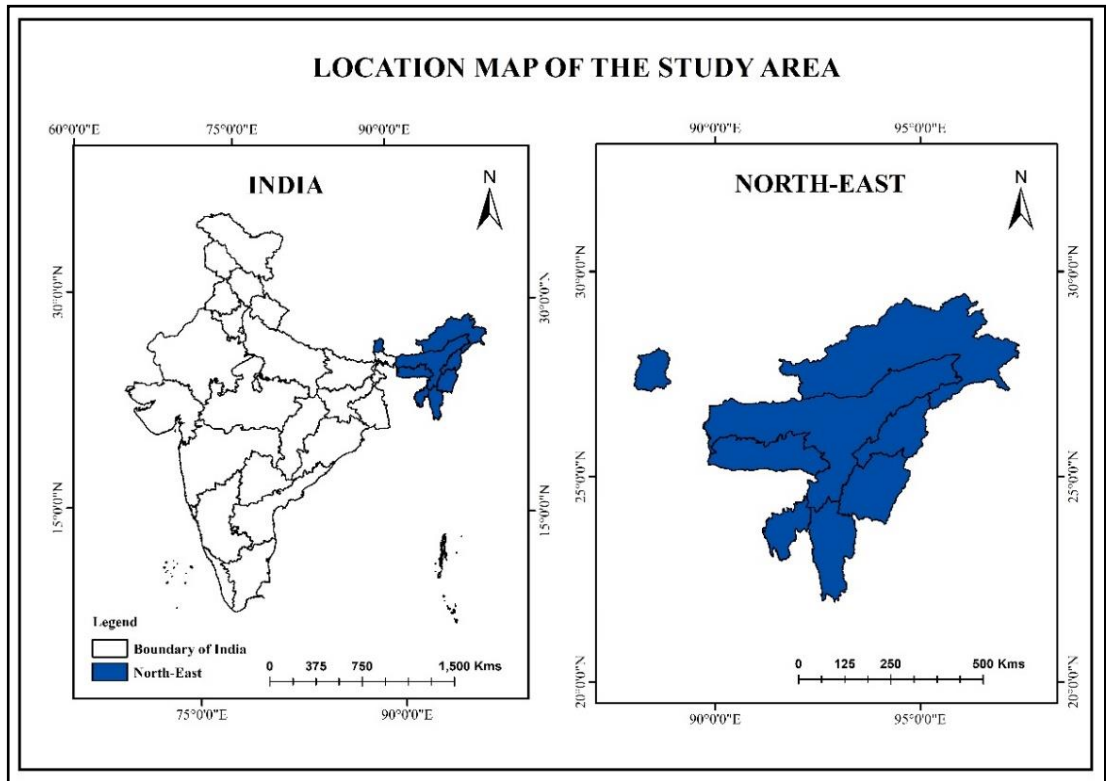 LOCATION MAP OF THE STUDY AREA
60°0'0"E 75°0'0"E 90°0'0"E
INDIA
N
30°0'0"N
15°0'0"N
30°0'0"N
15°0'0"N
Legend
Boundary of India
North-East
0 375 750 1,500 Kms
75°0'0"E 90°0'0"E
90°0'0"E 95°0'0"E
NORTH-EAST
N
30°0'0"N
25°0'0"N
20°0'0"N
30°0'0"N
25°0'0"N
20°0'0"N
0 125 250 500 Kms
90°0'0"E 95°0'0"E